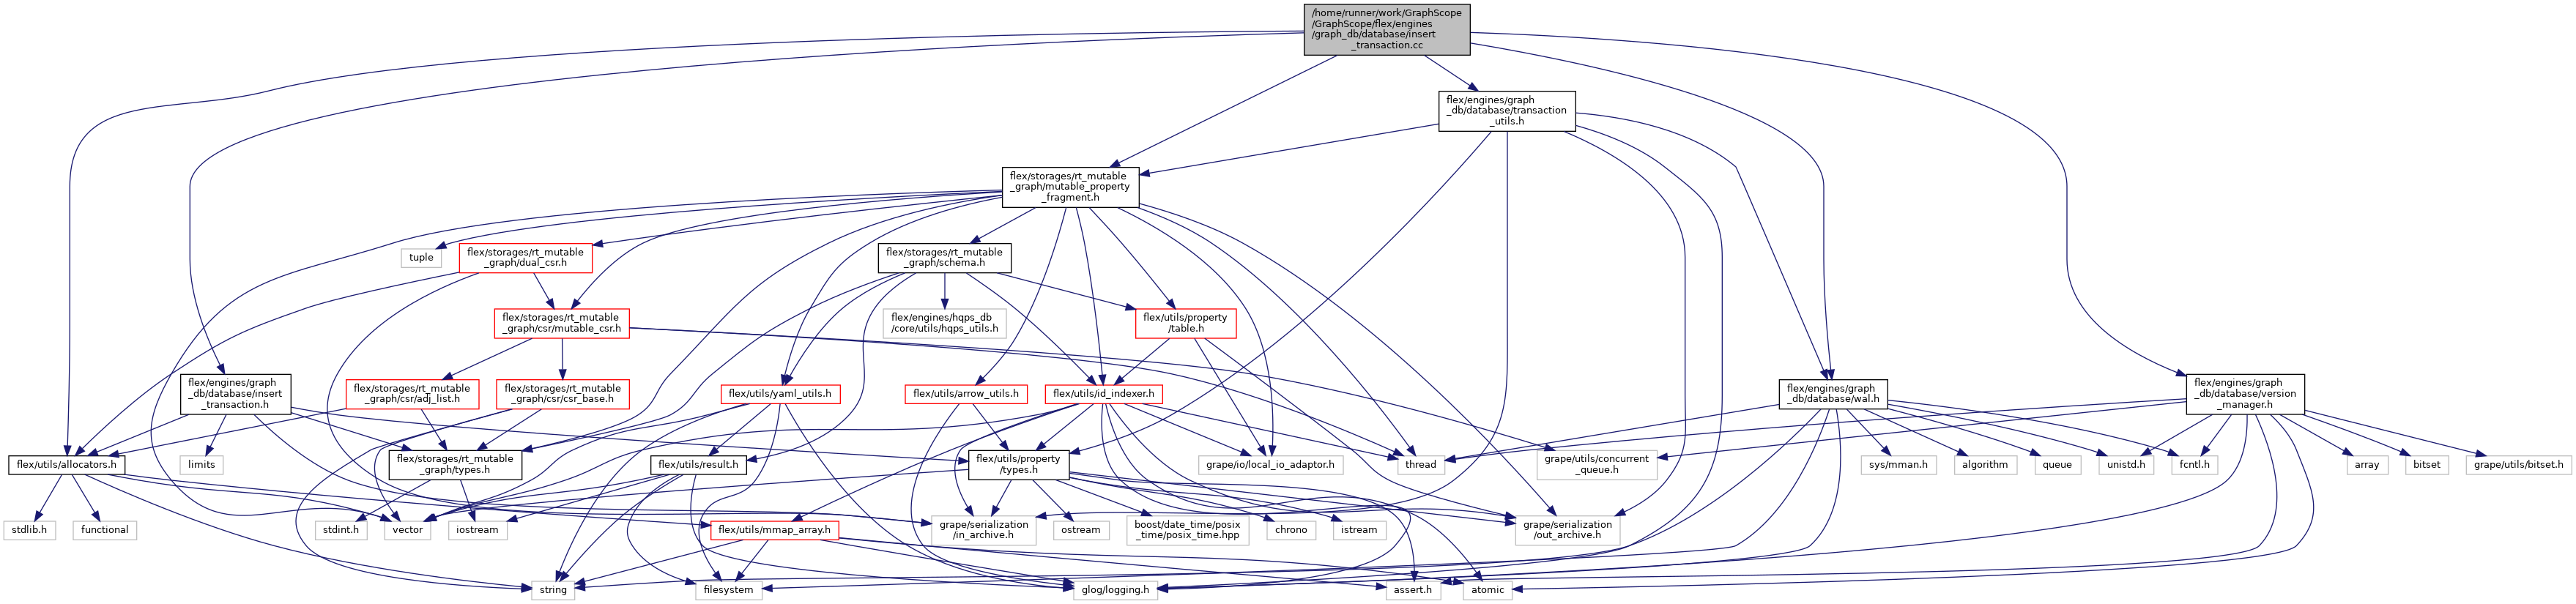 /home/runner/work/GraphScope
/GraphScope/flex/engines
/graph_db/database/insert
_transaction.cc
flex/engines/graph
_db/database/transaction
_utils.h
flex/storages/rt_mutable
_graph/mutable_property
_fragment.h
tuple
flex/storages/rt_mutable
_graph/dual_csr.h
flex/storages/rt_mutable
_graph/schema.h
flex/storages/rt_mutable
_graph/csr/mutable_csr.h
flex/engines/hqps_db
/core/utils/hqps_utils.h
flex/utils/property
/table.h
flex/engines/graph
_db/database/insert
_transaction.h
flex/storages/rt_mutable
_graph/csr/adj_list.h
flex/storages/rt_mutable
_graph/csr/csr_base.h
flex/utils/yaml_utils.h
flex/utils/arrow_utils.h
flex/utils/id_indexer.h
flex/engines/graph
_db/database/wal.h
flex/engines/graph
_db/database/version
_manager.h
flex/utils/allocators.h
limits
flex/storages/rt_mutable
_graph/types.h
flex/utils/result.h
flex/utils/property
/types.h
grape/io/local_io_adaptor.h
thread
grape/utils/concurrent
_queue.h
sys/mman.h
algorithm
queue
unistd.h
fcntl.h
array
bitset
grape/utils/bitset.h
stdlib.h
functional
stdint.h
vector
iostream
flex/utils/mmap_array.h
grape/serialization
/in_archive.h
ostream
boost/date_time/posix
_time/posix_time.hpp
chrono
istream
grape/serialization
/out_archive.h
string
filesystem
glog/logging.h
assert.h
atomic